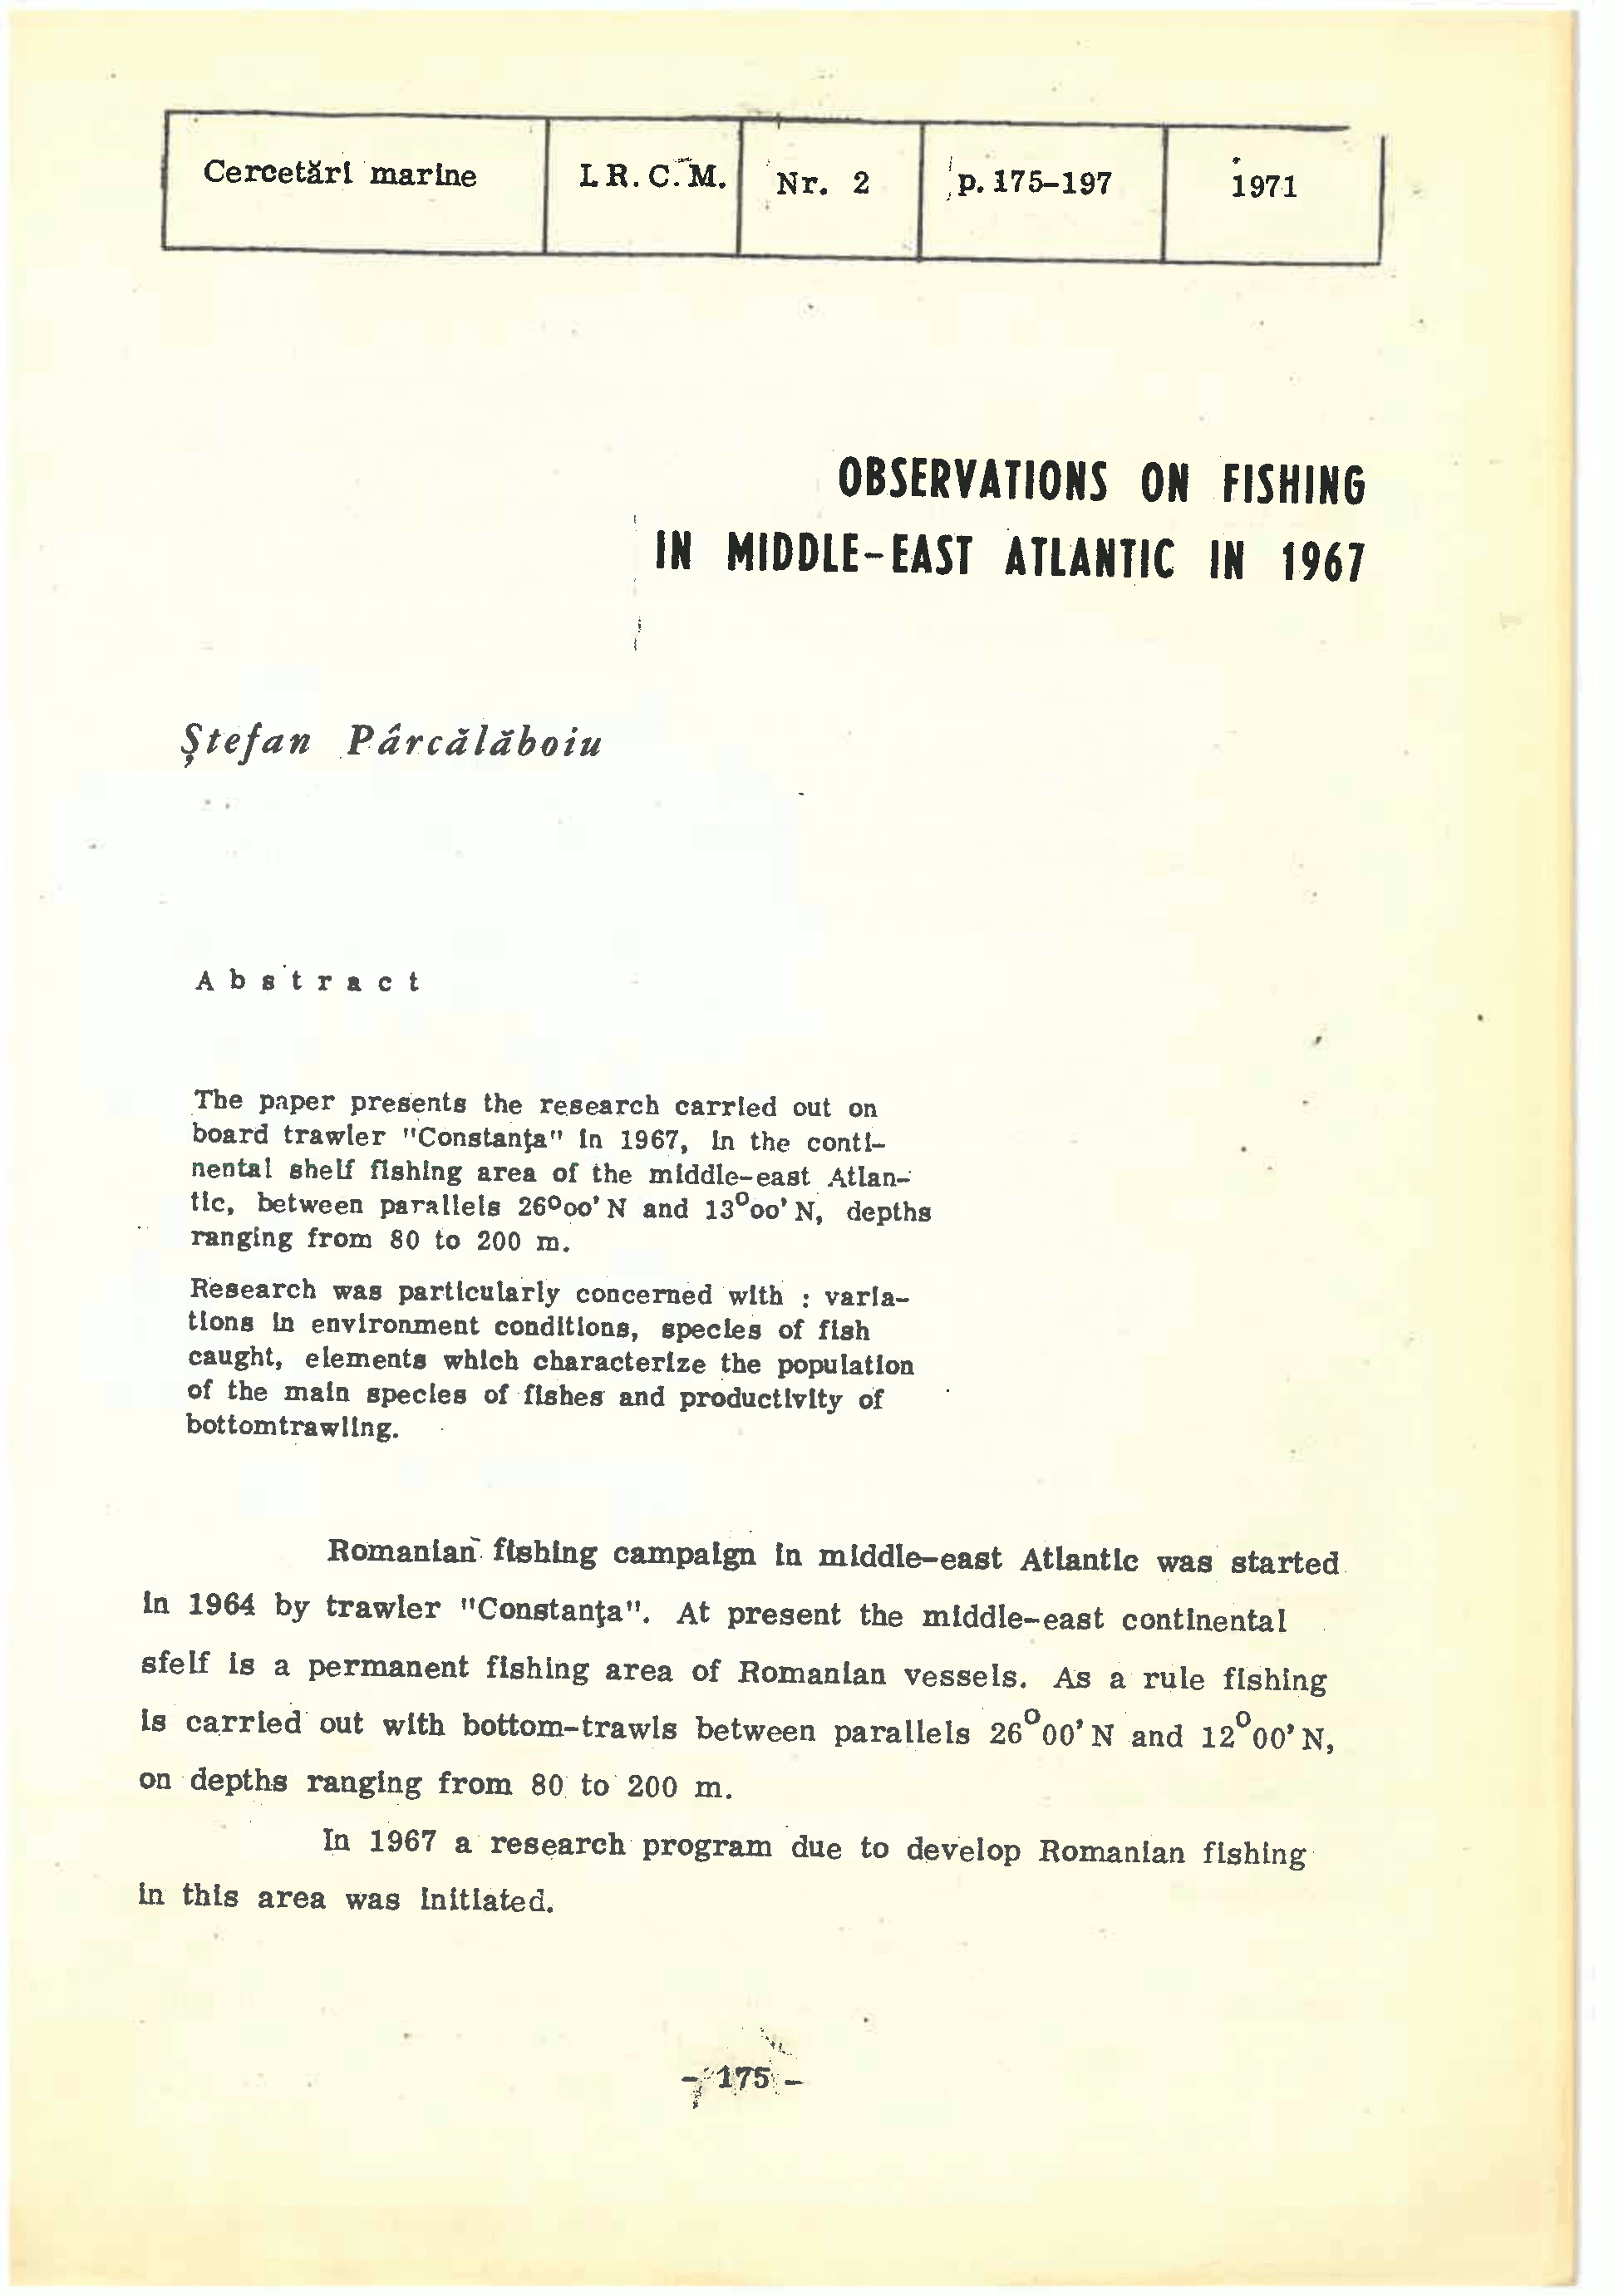 Cercetări marine I.R.C.M. Nr. 2 p. 175-197 1971
OBSERVATIONS ON FISHING
IN MIDDLE-EAST ATLANTIC IN 1967
Ştefan Pârcălăboiu
Abstract
The paper presents the research carried out on
board trawler "Constanţa" in 1967, in the conti-
nental shelf fishing area of the middle-east Atlan-
tic, between parallels 26°oo' N and 13°oo' N, depths
ranging from 80 to 200 m.
Research was particularly concerned with : varia-
tions in environment conditions, species of fish
caught, elements which characterize the population
of the main species of fishes and productivity of
bottomtrawling.
Romanian fishing campaign in middle-east Atlantic was started
in 1964 by trawler "Constanţa". At present the middle-east continental
sfelf is a permanent fishing area of Romanian vessels. As a rule fishing
is carried out with bottom-trawls between parallels 26°00' N and 12°00' N,
on depths ranging from 80 to 200 m.
In 1967 a research program due to develop Romanian fishing
in this area was initiated.
- 175 -